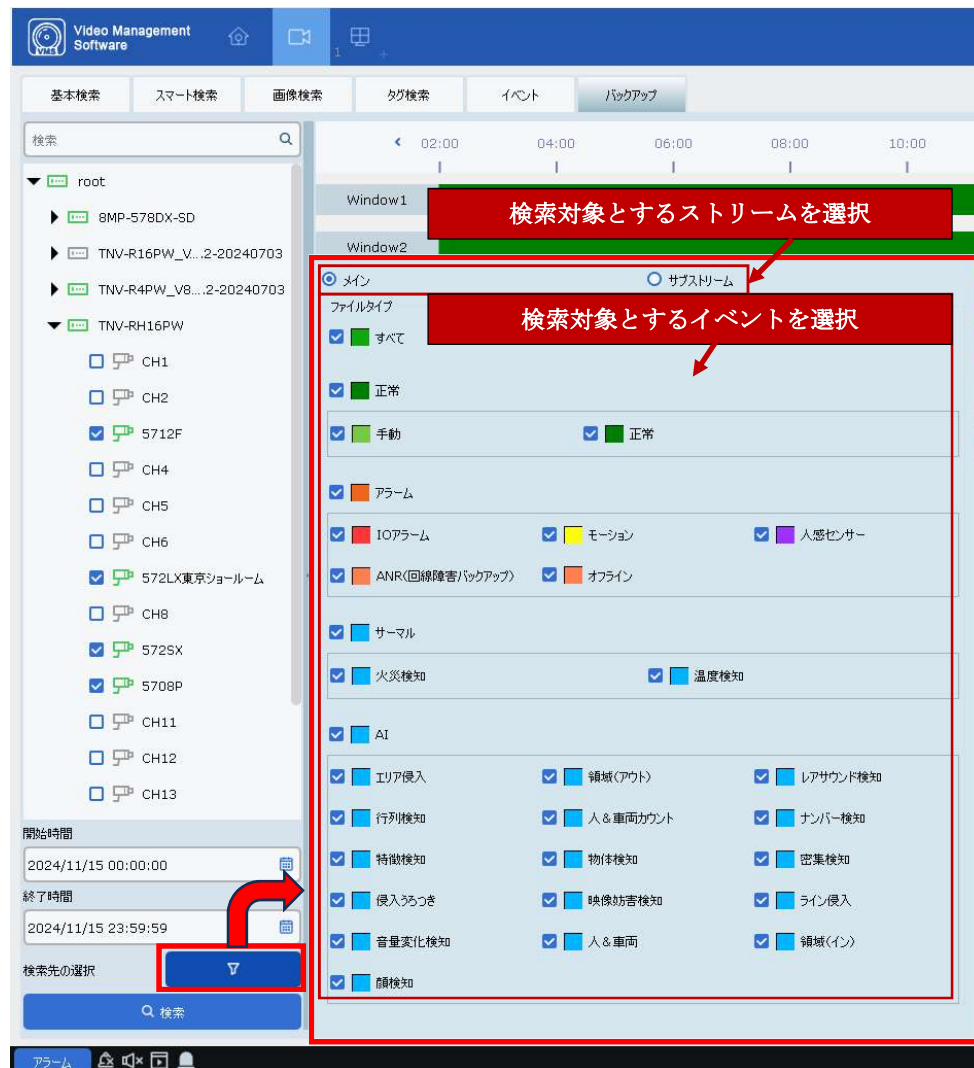 Video Management
Software
VMS
1
+
基本検索
スマート検索
画像検索
タグ検索
イベント
バックアップ
検索
02:00
04:00
06:00
08:00
10:00
root
8MP-578DX-SD
TNV-R16PW_V...2-20240703
TNV-R4PW_V8...2-20240703
TNV-RH16PW
CH1
CH2
5712F
CH4
CH5
CH6
572LX東京ショールーム
CH8
572SX
5708P
CH11
CH12
CH13
開始時間
2024/11/15 00:00:00
終了時間
2024/11/15 23:59:59
検索先の選択
検索
Window1
検索対象とするストリームを選択
Window2
メイン
サブストリーム
ファイルタイプ
検索対象とするイベントを選択
すべて
正常
手動
正常
アラーム
IOアラーム
モーション
人感センサー
ANR(回線障害バックアップ)
オフライン
サーマル
火災検知
温度検知
AI
エリア侵入
領域(アウト)
レアサウンド検知
行列検知
人&車両カウント
ナンバー検知
特徴検知
物体検知
密集検知
侵入うろつき
映像妨害検知
ライン侵入
音量変化検知
人&車両
領域(イン)
顔検知
アラーム